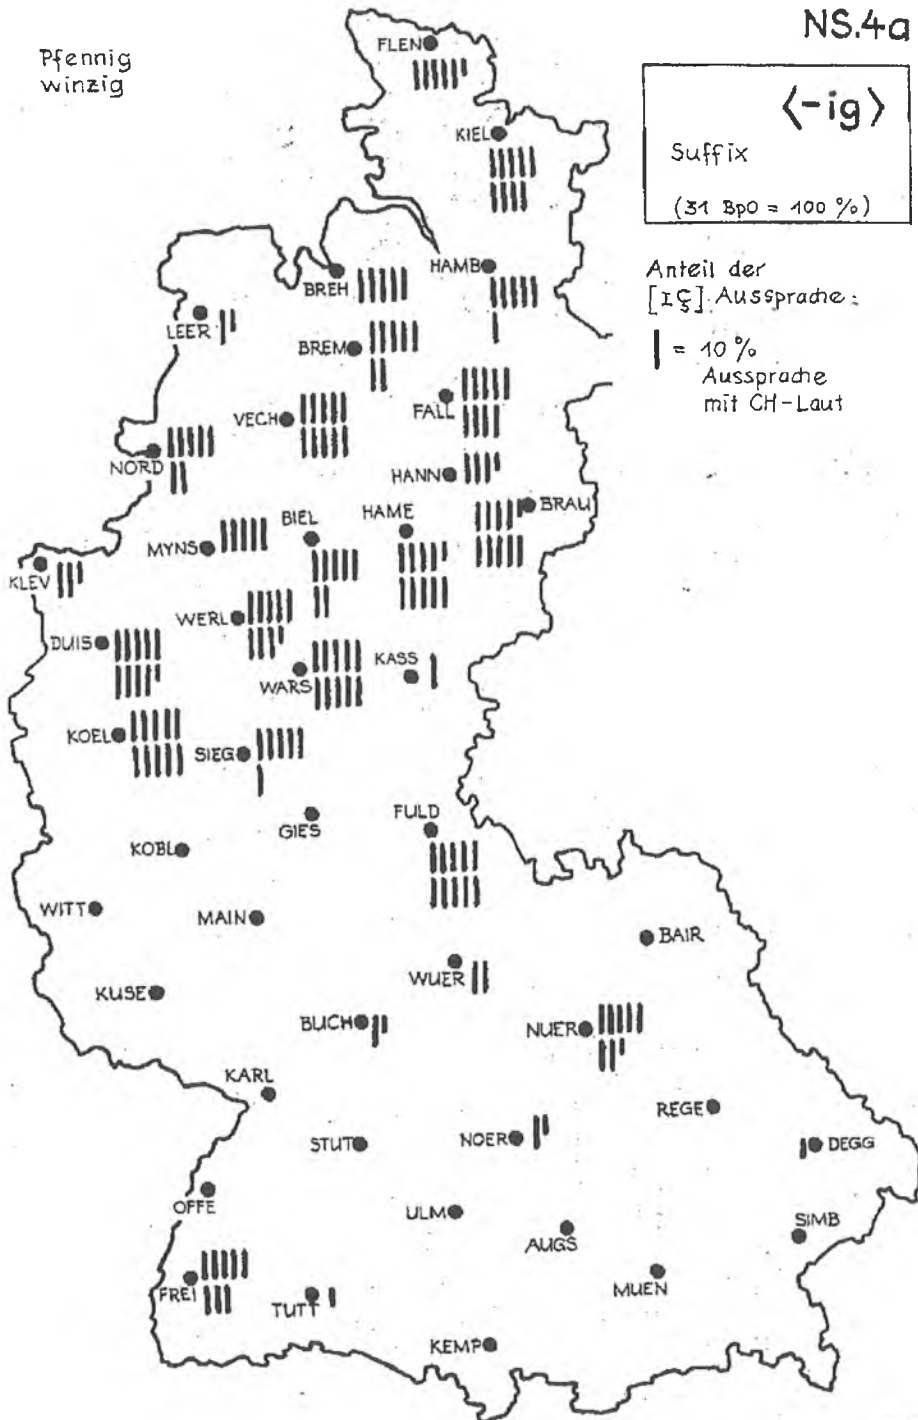 NS.4a
Pfennig
winzig
<-ig>
Suffix
(31 BpO = 100 %)
Anteil der
[ɪç] Aussprache:
| = 10 %
Aussprache
mit CH-Laut
FLEN
KIEL
HAMB
BREH
LEER
BREM
FALL
VECH
NORD
HANN
BRAU
HAME
BIEL
MYNS
KLEV
WERL
DUIS
KASS
WARS
KOEL
SIEG
GIES
FULD
KOBL
WITT
MAIN
BAIR
WUER
KUSE
BUCH
NUER
KARL
REGE
STUT
NOER
DEGG
OFFE
ULM
AUGS
SIMB
FREI
TUTT
MUEN
KEMP